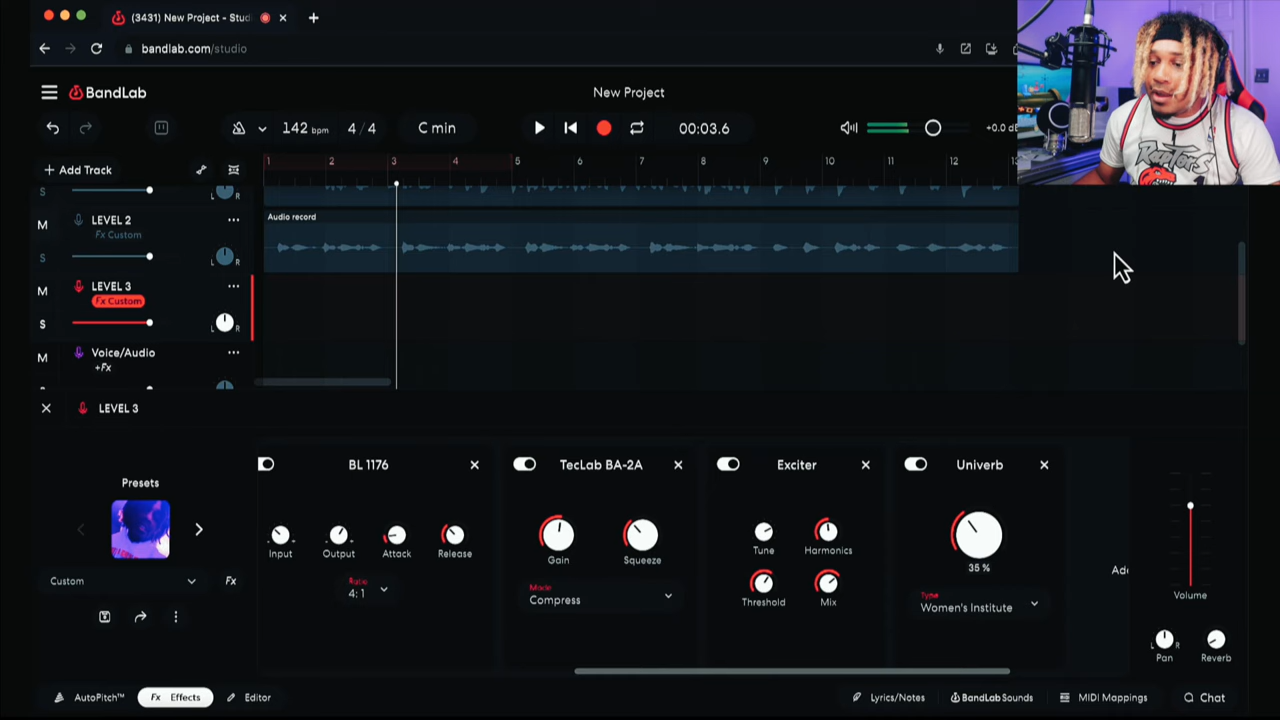 (3431) New Project - Stud
bandlab.com/studio
BandLab
New Project
142 bpm
4 / 4
C min
00:03.6
+0.0 dB
+ Add Track
1 2 3 4 5 6 7 8 9 10 11 12 13
S L R
M LEVEL 2 ...
Fx Custom
S L R
Audio record
M LEVEL 3 ...
Fx Custom
S L R
M Voice/Audio ...
+Fx
LEVEL 3
Presets
Custom
Fx
BL 1176
Input Output Attack Release
Ratio
4:1
TecLab BA-2A
Gain Squeeze
Mode
Compress
Exciter
Tune Harmonics
Threshold Mix
Univerb
35 %
Type
Women's Institute
Volume
L R
Pan Reverb
AutoPitch™
Fx Effects
Editor
Lyrics/Notes
BandLab Sounds
MIDI Mappings
Chat